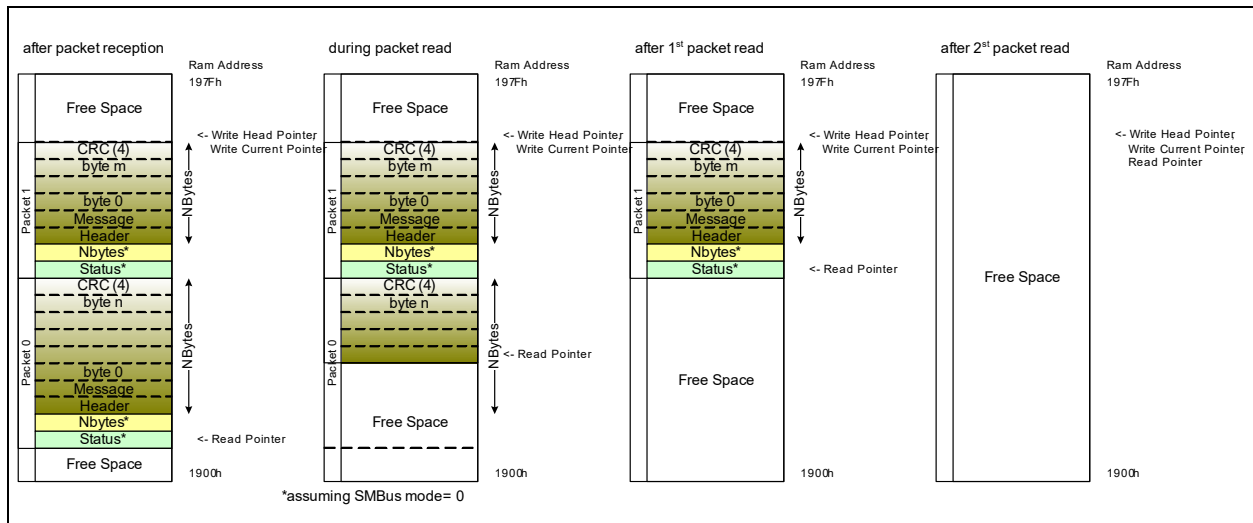 after packet reception
during packet read
after 1st packet read
after 2st packet read
Ram Address
197Fh
Ram Address
197Fh
Ram Address
197Fh
Ram Address
197Fh
Free Space
<- Write Head Pointer,
Write Current Pointer
CRC (4)
byte m
byte 0
Message
Header
Nbytes*
Status*
NBytes
Packet 1
CRC (4)
byte n
byte 0
Message
Header
Nbytes*
Status*
NBytes
Packet 0
<- Read Pointer
Free Space
1900h
Free Space
<- Write Head Pointer,
Write Current Pointer
CRC (4)
byte m
byte 0
Message
Header
Nbytes*
Status*
NBytes
Packet 1
CRC (4)
byte n
NBytes
Packet 0
<- Read Pointer
Free Space
1900h
Free Space
<- Write Head Pointer,
Write Current Pointer
CRC (4)
byte m
byte 0
Message
Header
Nbytes*
Status*
NBytes
Packet 1
<- Read Pointer
Free Space
1900h
<- Write Head Pointer,
Write Current Pointer,
Read Pointer
Free Space
1900h
*assuming SMBus mode= 0